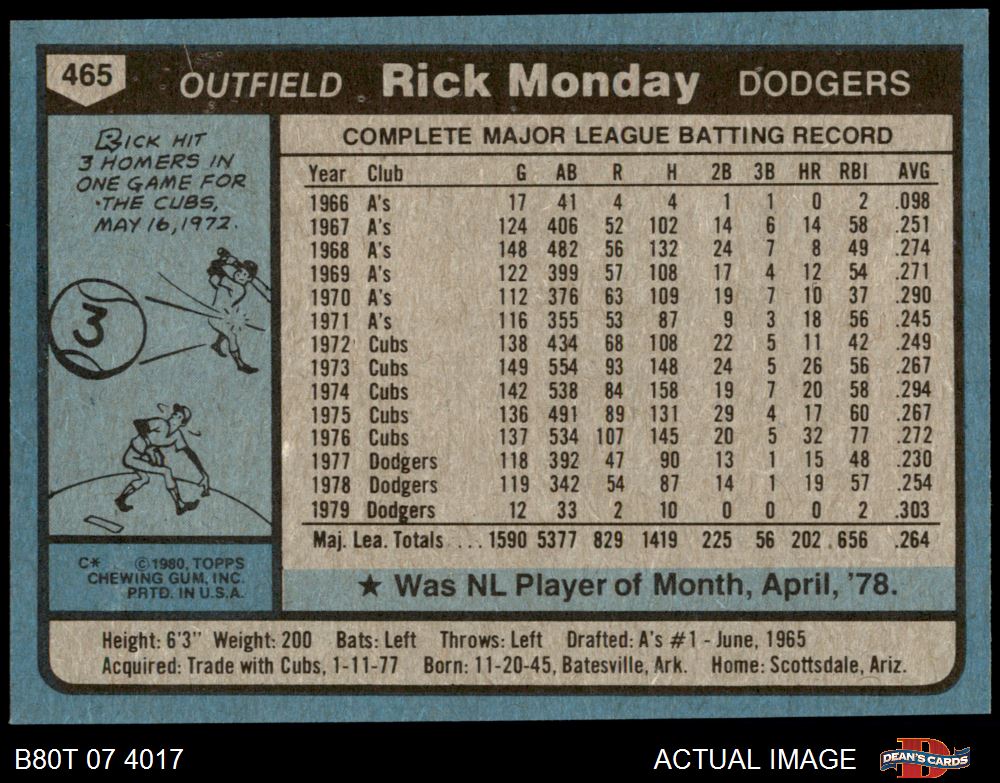 465 OUTFIELD Rick Monday DODGERS
RICK HIT
3 HOMERS IN
ONE GAME FOR
THE CUBS,
MAY 16, 1972.
3
C* ©1980, TOPPS
CHEWING GUM, INC.
PRTD. IN U.S.A.
COMPLETE MAJOR LEAGUE BATTING RECORD
Year Club G AB R H 2B 3B HR RBI AVG
1966 A's 17 41 4 4 1 1 0 2 .098
1967 A's 124 406 52 102 14 6 14 58 .251
1968 A's 148 482 56 132 24 7 8 49 .274
1969 A's 122 399 57 108 17 4 12 54 .271
1970 A's 112 376 63 109 19 7 10 37 .290
1971 A's 116 355 53 87 9 3 18 56 .245
1972 Cubs 138 434 68 108 22 5 11 42 .249
1973 Cubs 149 554 93 148 24 5 26 56 .267
1974 Cubs 142 538 84 158 19 7 20 58 .294
1975 Cubs 136 491 89 131 29 4 17 60 .267
1976 Cubs 137 534 107 145 20 5 32 77 .272
1977 Dodgers 118 392 47 90 13 1 15 48 .230
1978 Dodgers 119 342 54 87 14 1 19 57 .254
1979 Dodgers 12 33 2 10 0 0 0 2 .303
Maj. Lea. Totals ... 1590 5377 829 1419 225 56 202 656 .264
★ Was NL Player of Month, April, '78.
Height: 6'3" Weight: 200 Bats: Left Throws: Left Drafted: A's #1 - June, 1965
Acquired: Trade with Cubs, 1-11-77 Born: 11-20-45, Batesville, Ark. Home: Scottsdale, Ariz.
B80T 07 4017 ACTUAL IMAGE DEAN'S CARDS